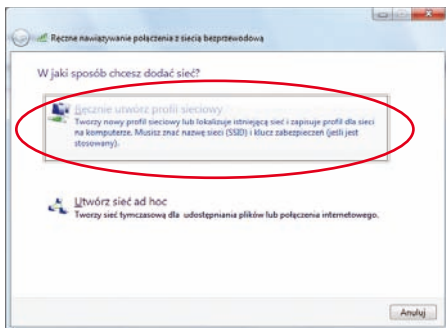 Ręczne nawiązywanie połączenia z siecią bezprzewodową
W jaki sposób chcesz dodać sieć?
Ręcznie utwórz profil sieciowy
Tworzy nowy profil sieciowy lub lokalizuje istniejącą sieć i zapisuje profil dla sieci
na komputerze. Musisz znać nazwę sieci (SSID) i klucz zabezpieczeń (jeśli jest
stosowany).
Utwórz sieć ad hoc
Tworzy sieć tymczasową dla udostępniania plików lub połączenia internetowego.
Anuluj